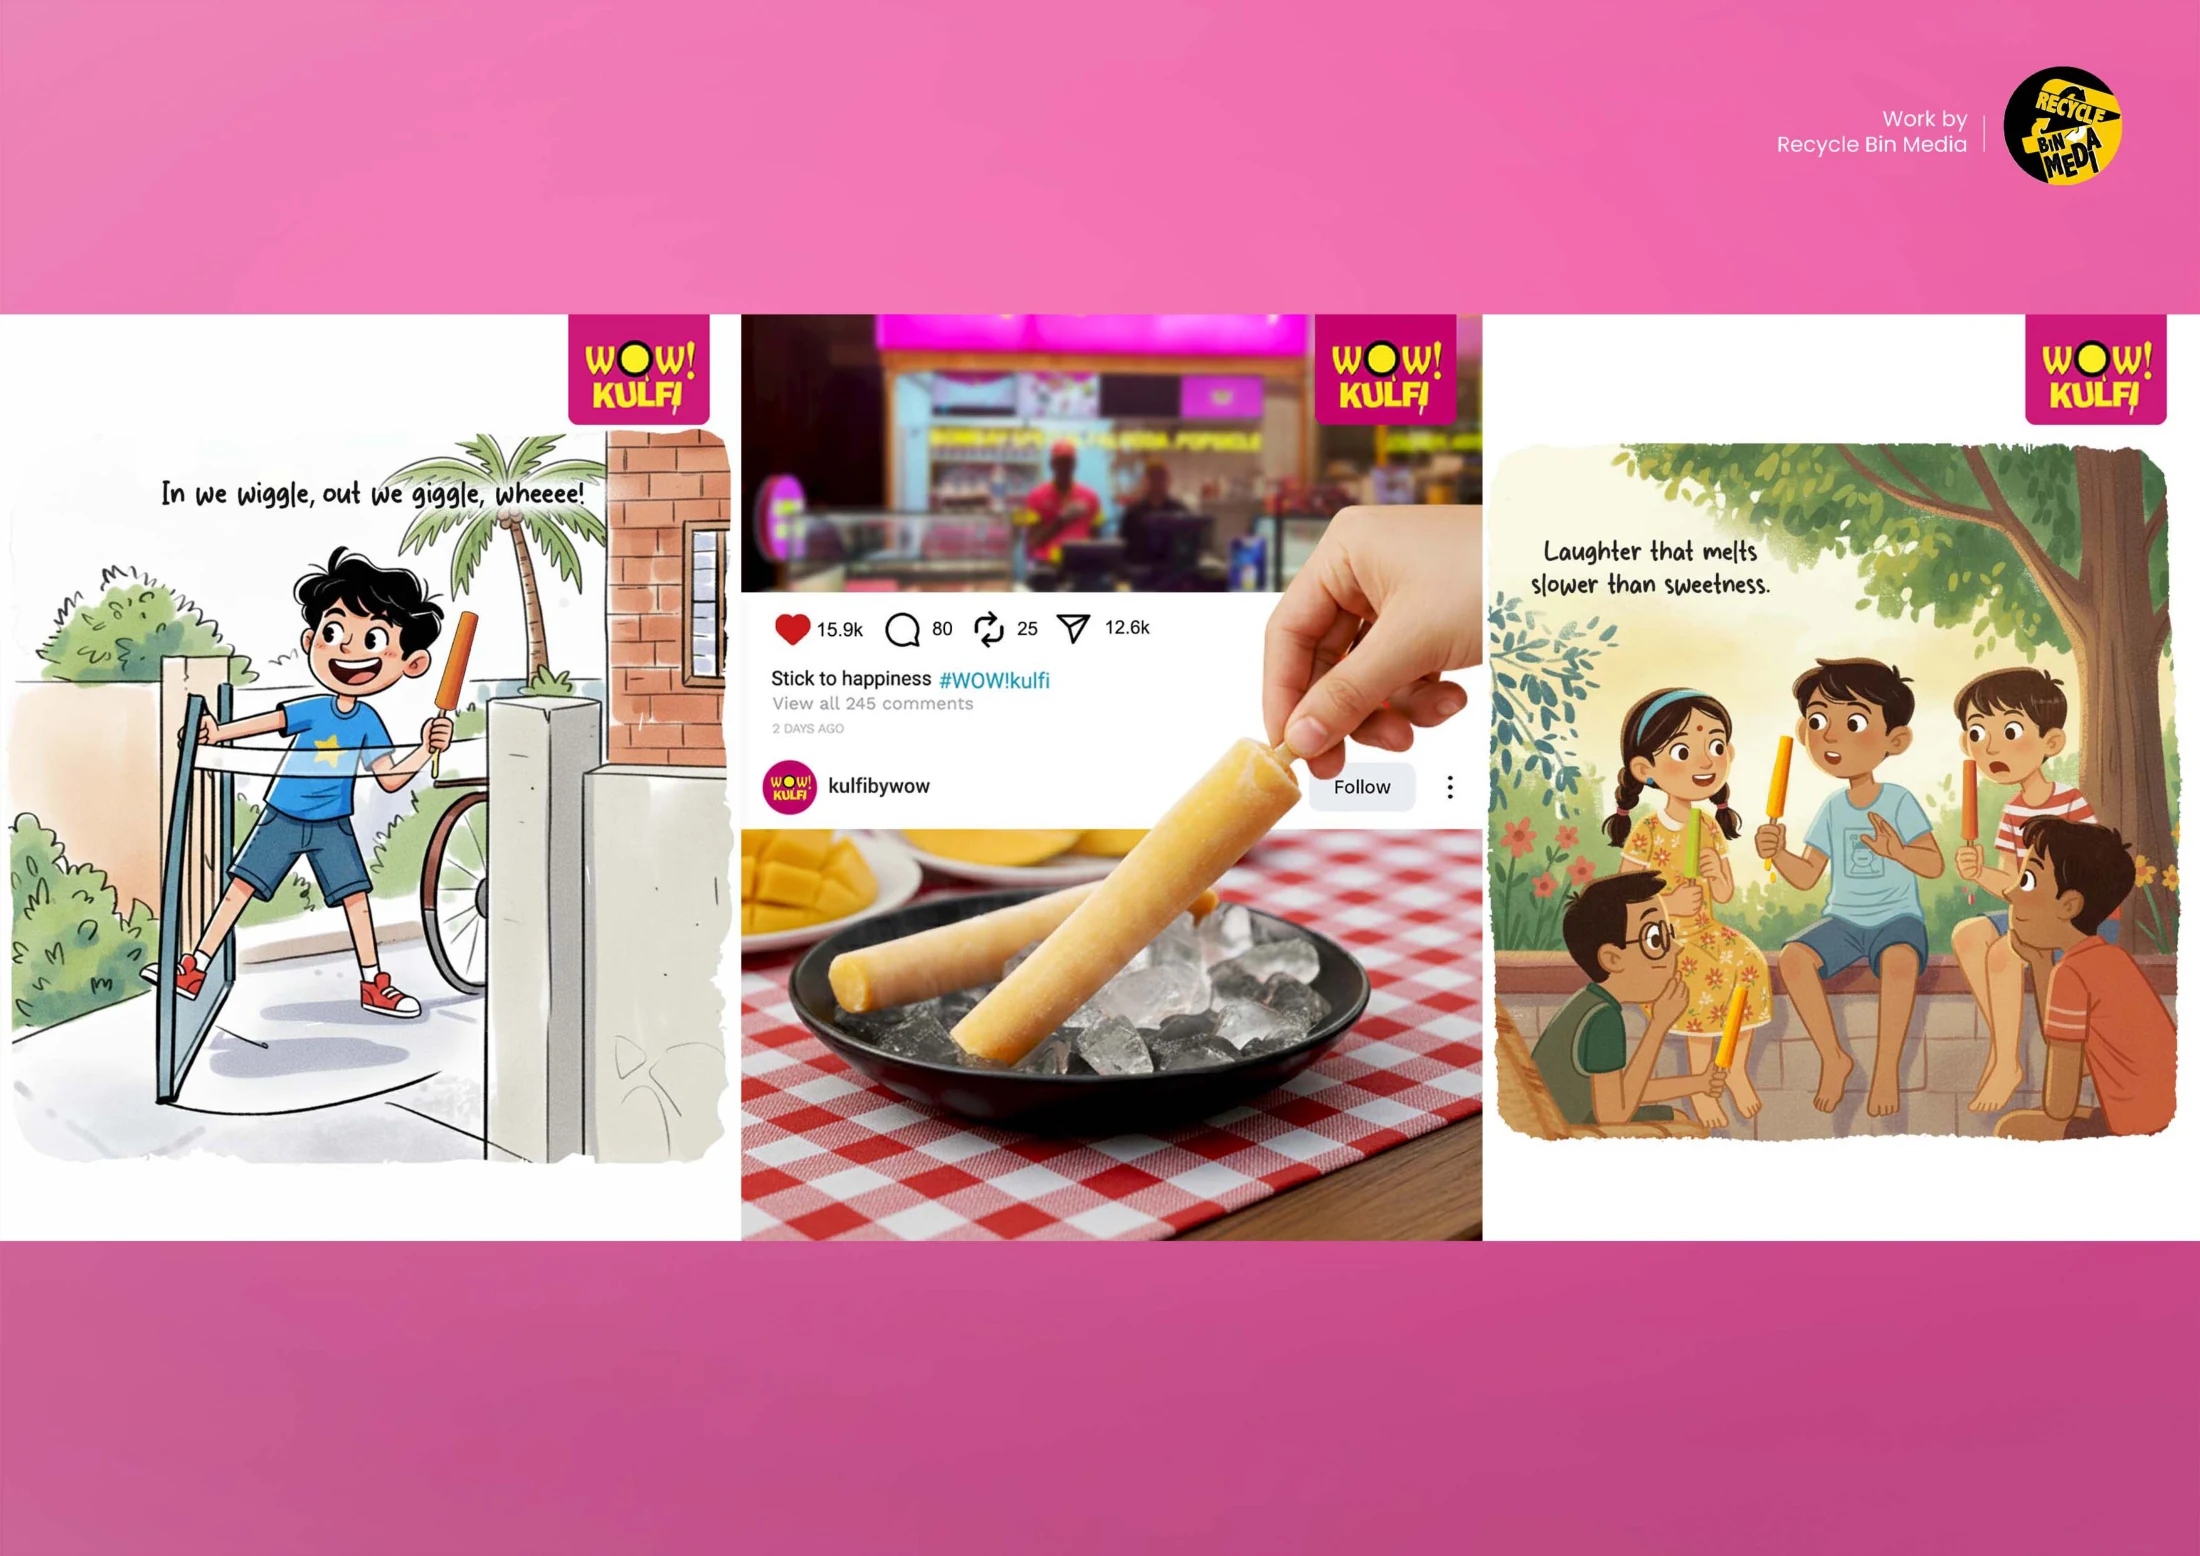 Work by
Recycle Bin Media
RECYCLE
BIN
MEDIA
WOW!
KULFI
In we wiggle, out we giggle, wheeee!
WOW!
KULFI
15.9k 80 25 12.6k
Stick to happiness #WOW!kulfi
View all 245 comments
2 DAYS AGO
WOW!
KULFI
kulfibywow
Follow
WOW!
KULFI
Laughter that melts
slower than sweetness.